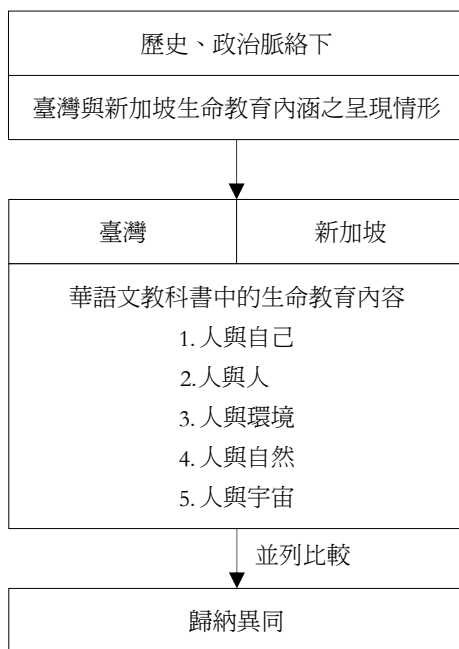 歷史、政治脈絡下
臺灣與新加坡生命教育內涵之呈現情形
臺灣
新加坡
華語文教科書中的生命教育內容
1. 人與自己
2. 人與人
3. 人與環境
4. 人與自然
5. 人與宇宙
並列比較
歸納異同